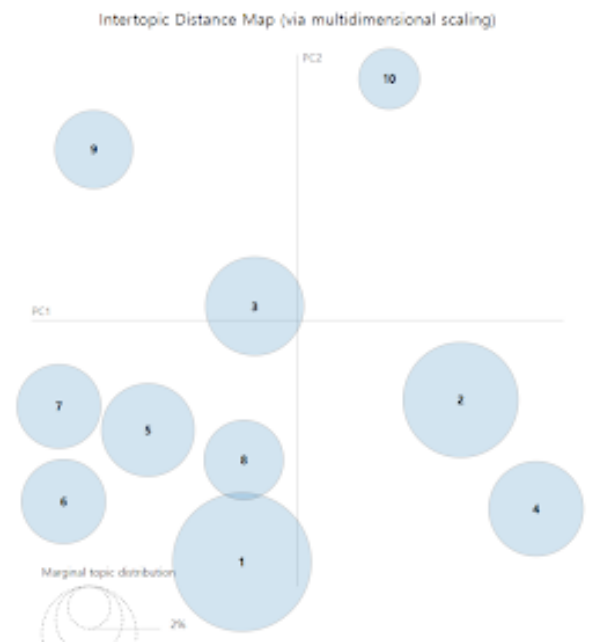 Intertopic Distance Map (via multidimensional scaling)
PC2
10
9
3
PC1
2
7
5
8
6
4
1
Marginal topic distribution
2%